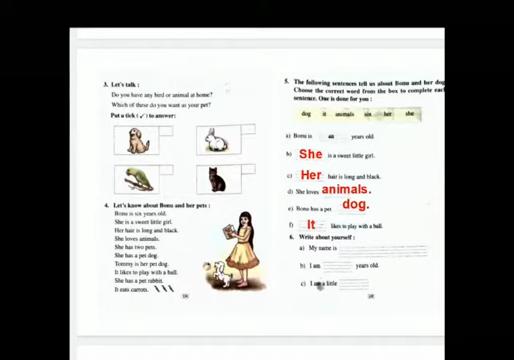 3. Let's talk :
Do you have any bird or animal at home?
Which of these do you want as your pet?
Put a tick (✓) to answer:
4. Let's know about Bonu and her pets :
Bonu is six years old.
She is a sweet little girl.
Her hair is long and black.
She loves animals.
She has two pets.
She has a pet dog.
Tommy is her pet dog.
It likes to play with a ball.
She has a pet rabbit.
It eats carrots.
5. The following sentences tell us about Bonu and her dog
Choose the correct word from the box to complete each
sentence. One is done for you :
dog it animals six her she
a) Bonu is six years old.
b) She is a sweet little girl.
c) Her hair is long and black.
d) She loves animals.
e) Bonu has a pet dog.
f) It likes to play with a ball.
6. Write about yourself :
a) My name is
b) I am years old.
c) I am a little